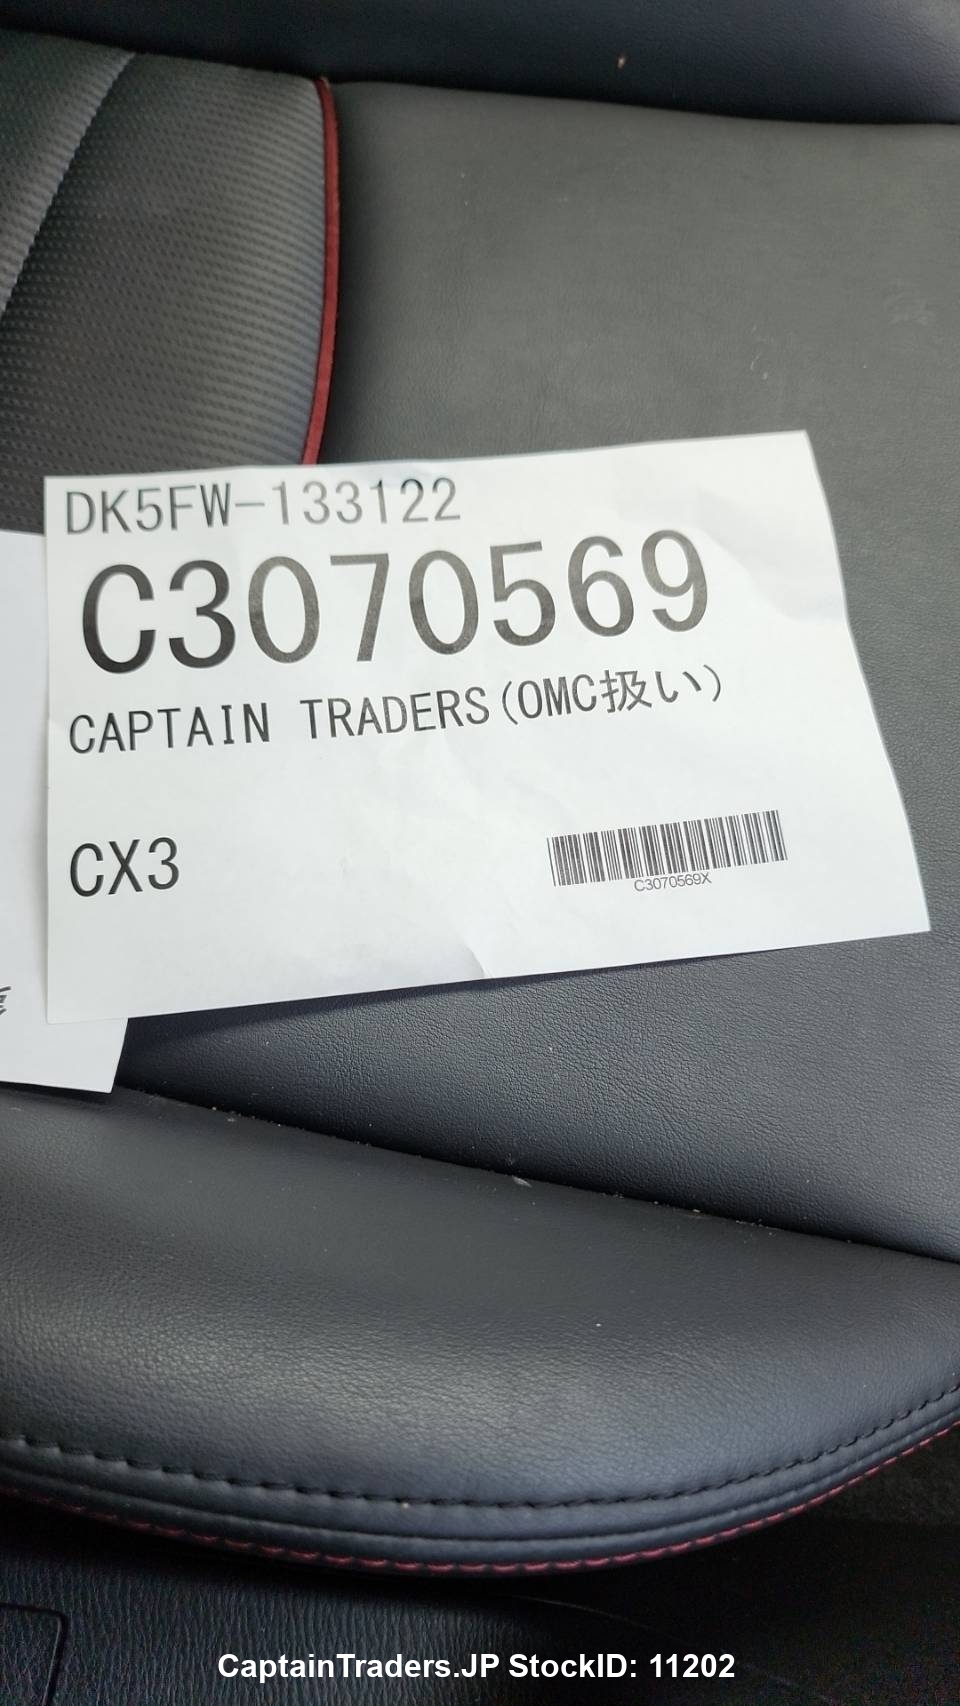 DK5FW-133122
C3070569
CAPTAIN TRADERS(OMC扱い)
CX3
C3070569X
CaptainTraders.JP StockID: 11202